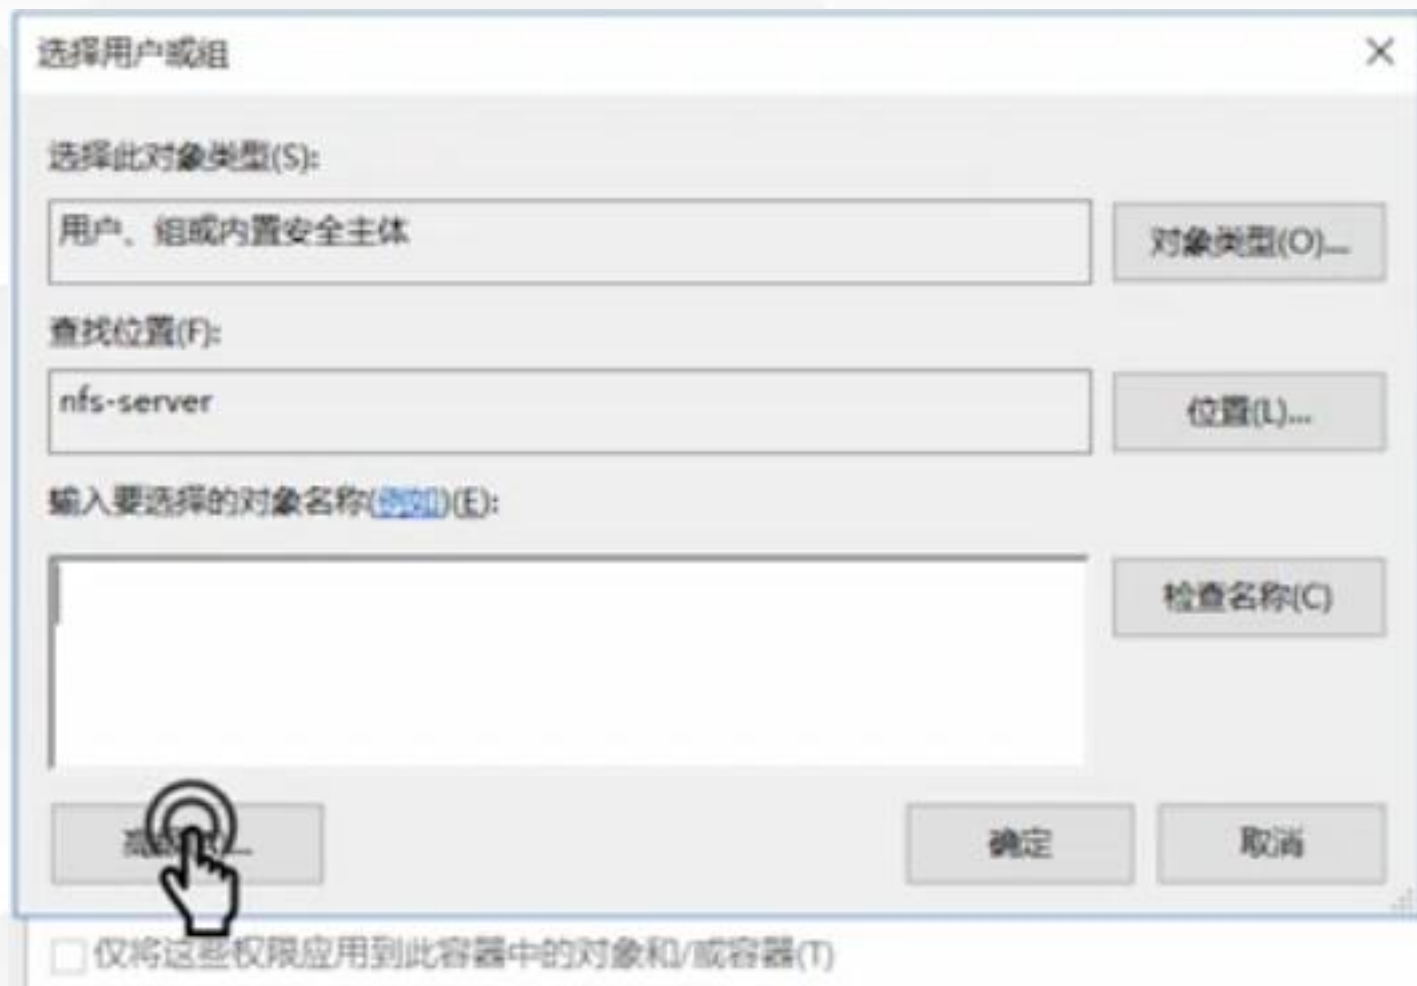 选择用户或组
选择此对象类型(S):
用户、组或内置安全主体
对象类型(O)...
查找位置(F):
nfs-server
位置(L)...
输入要选择的对象名称(例如)(E):
检查名称(C)
确定
取消
仅将这些权限应用到此容器中的对象和/或容器(T)